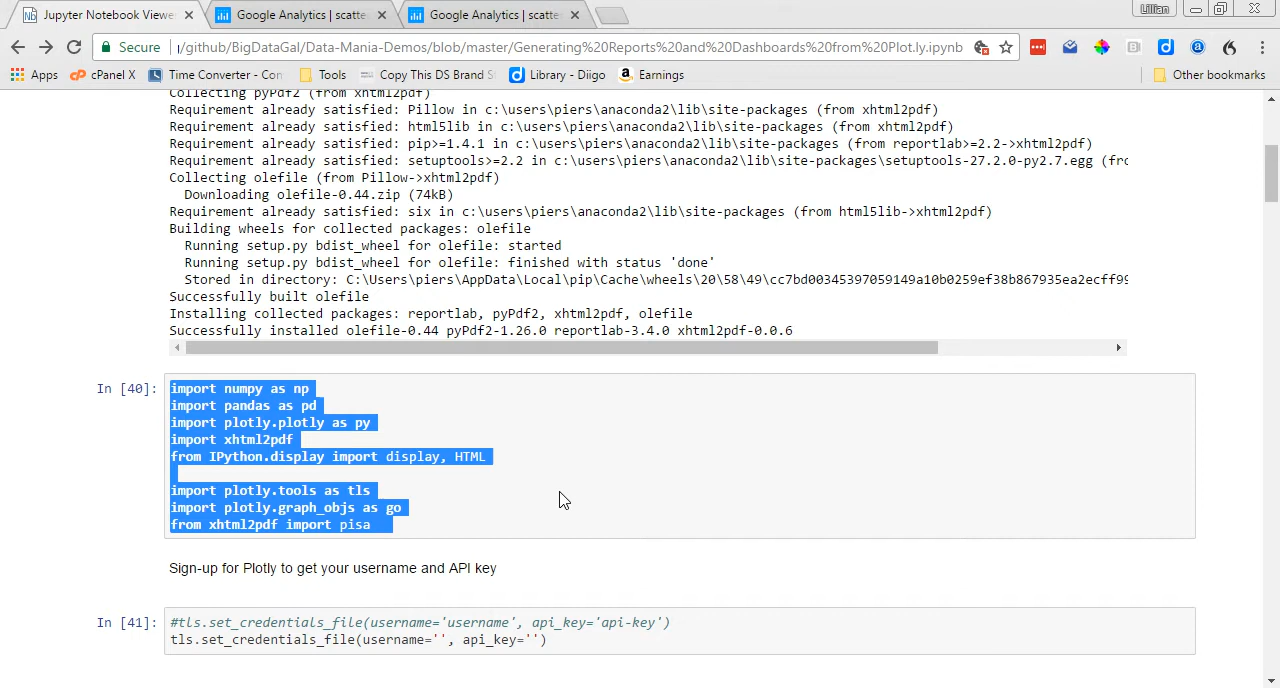 Jupyter Notebook Viewer
Google Analytics | scatte
Google Analytics | scatte
Lillian
Secure
/github/BigDataGal/Data-Mania-Demos/blob/master/Generating%20Reports%20and%20Dashboards%20from%20Plot.ly.ipynb
Apps
cPanel X
Time Converter - Con
Tools
Copy This DS Brand S
Library - Diigo
Earnings
Other bookmarks
Collecting pyPdf2 (from xhtml2pdf)
Requirement already satisfied: Pillow in c:\users\piers\anaconda2\lib\site-packages (from xhtml2pdf)
Requirement already satisfied: html5lib in c:\users\piers\anaconda2\lib\site-packages (from xhtml2pdf)
Requirement already satisfied: pip>=1.4.1 in c:\users\piers\anaconda2\lib\site-packages (from reportlab>=2.2->xhtml2pdf)
Requirement already satisfied: setuptools>=2.2 in c:\users\piers\anaconda2\lib\site-packages\setuptools-27.2.0-py2.7.egg (fro
Collecting olefile (from Pillow->xhtml2pdf)
Downloading olefile-0.44.zip (74kB)
Requirement already satisfied: six in c:\users\piers\anaconda2\lib\site-packages (from html5lib->xhtml2pdf)
Building wheels for collected packages: olefile
Running setup.py bdist_wheel for olefile: started
Running setup.py bdist_wheel for olefile: finished with status 'done'
Stored in directory: C:\Users\piers\AppData\Local\pip\Cache\wheels\20\58\49\cc7bd00345397059149a10b0259ef38b867935ea2ecff99
Successfully built olefile
Installing collected packages: reportlab, pyPdf2, xhtml2pdf, olefile
Successfully installed olefile-0.44 pyPdf2-1.26.0 reportlab-3.4.0 xhtml2pdf-0.0.6
In [40]:
import numpy as np
import pandas as pd
import plotly.plotly as py
import xhtml2pdf
from IPython.display import display, HTML
import plotly.tools as tls
import plotly.graph_objs as go
from xhtml2pdf import pisa
Sign-up for Plotly to get your username and API key
In [41]:
#tls.set_credentials_file(username='username', api_key='api-key')
tls.set_credentials_file(username='', api_key='')